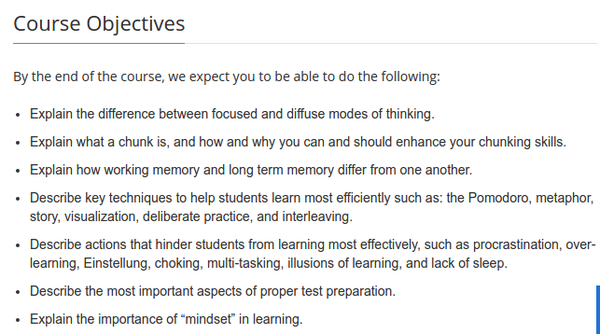 Course Objectives
By the end of the course, we expect you to be able to do the following:
• Explain the difference between focused and diffuse modes of thinking.
• Explain what a chunk is, and how and why you can and should enhance your chunking skills.
• Explain how working memory and long term memory differ from one another.
• Describe key techniques to help students learn most efficiently such as: the Pomodoro, metaphor,
story, visualization, deliberate practice, and interleaving.
• Describe actions that hinder students from learning most effectively, such as procrastination, over-
learning, Einstellung, choking, multi-tasking, illusions of learning, and lack of sleep.
• Describe the most important aspects of proper test preparation.
• Explain the importance of “mindset” in learning.